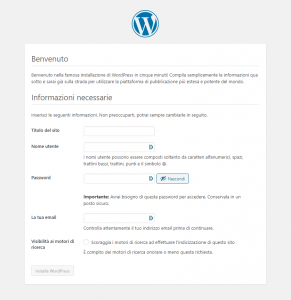 Benvenuto
Benvenuto nella famosa installazione di WordPress in cinque minuti! Compila semplicemente le informazioni qui
sotto e sarai già sulla strada per utilizzare la piattaforma di pubblicazione più estesa e potente del mondo.
Informazioni necessarie
Inserisci le seguenti informazioni. Non preoccuparti, potrai sempre cambiarle in seguito.
Titolo del sito
Nome utente
I nomi utente possono essere composti soltanto da caratteri alfanumerici, spazi,
trattini bassi, trattini, punti e il simbolo @.
Password
Nascondi
Importante: Avrai bisogno di questa password per accedere. Conservala in un
posto sicuro.
La tua email
Controlla attentamente il tuo indirizzo email prima di continuare.
Visibilità ai motori di
ricerca
Scoraggia i motori di ricerca ad effettuare l'indicizzazione di questo sito
È compito dei motori di ricerca onorare o meno questa richiesta.
Installa WordPress